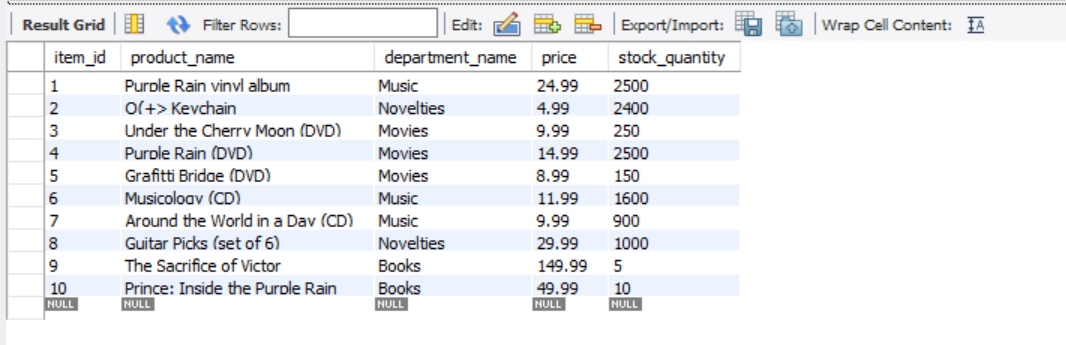 Result Grid Filter Rows: Edit: Export/Import: Wrap Cell Content: IA
item_id product_name department_name price stock_quantity
1 Purple Rain vinyl album Music 24.99 2500
2 O(+> Keychain Novelties 4.99 2400
3 Under the Cherry Moon (DVD) Movies 9.99 250
4 Purple Rain (DVD) Movies 14.99 2500
5 Grafitti Bridge (DVD) Movies 8.99 150
6 Musicology (CD) Music 11.99 1600
7 Around the World in a Day (CD) Music 9.99 900
8 Guitar Picks (set of 6) Novelties 29.99 1000
9 The Sacrifice of Victor Books 149.99 5
10 Prince: Inside the Purple Rain Books 49.99 10
NULL NULL NULL NULL NULL